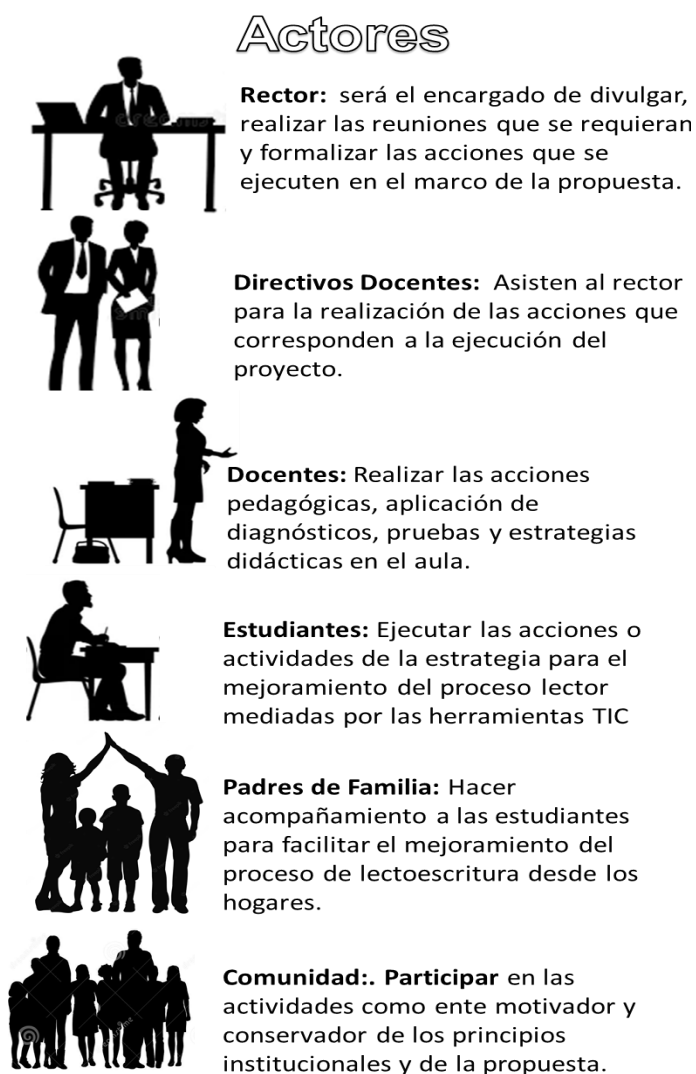 Actores
Rector: será el encargado de divulgar,
realizar las reuniones que se requieran
y formalizar las acciones que se
ejecuten en el marco de la propuesta.
Directivos Docentes: Asisten al rector
para la realización de las acciones que
corresponden a la ejecución del
proyecto.
Docentes: Realizar las acciones
pedagógicas, aplicación de
diagnósticos, pruebas y estrategias
didácticas en el aula.
Estudiantes: Ejecutar las acciones o
actividades de la estrategia para el
mejoramiento del proceso lector
mediadas por las herramientas TIC
Padres de Familia: Hacer
acompañamiento a las estudiantes
para facilitar el mejoramiento del
proceso de lectoescritura desde los
hogares.
Comunidad:. Participar en las
actividades como ente motivador y
conservador de los principios
institucionales y de la propuesta.